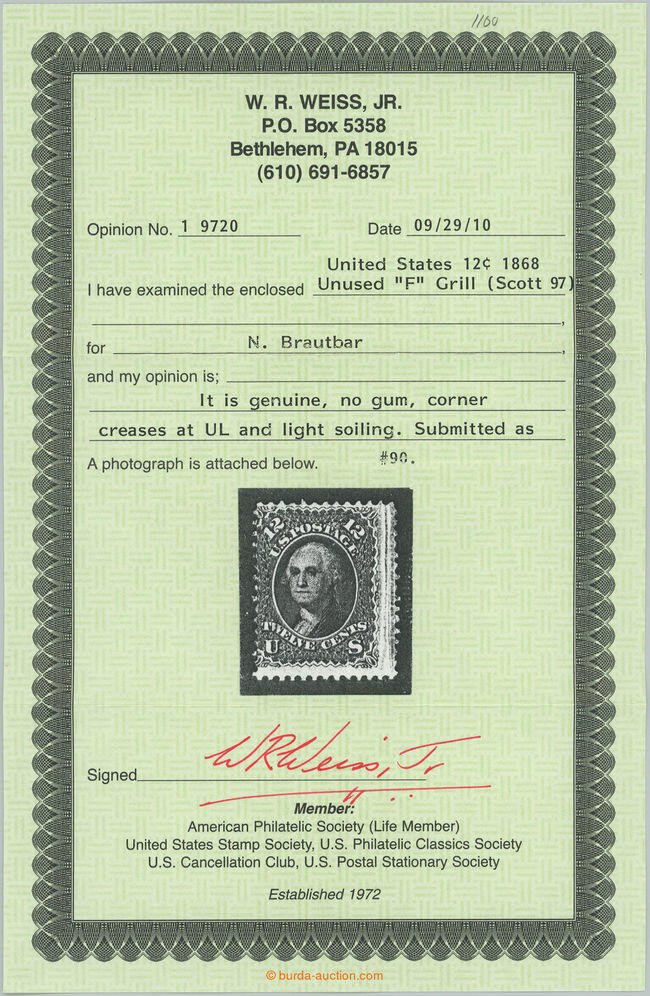 1160
W. R. WEISS, JR.
P.O. Box 5358
Bethlehem, PA 18015
(610) 691-6857
Opinion No. 1 9720 Date 09/29/10
United States 12¢ 1868
I have examined the enclosed Unused "F" Grill (Scott 97)
,
for N. Brautbar,
and my opinion is;
It is genuine, no gum, corner
creases at UL and light soiling. Submitted as
A photograph is attached below. #90.
12 12
U.S. POSTAGE
TWELVE CENTS
U S.
WRWeiss, Jr.
Signed
Member:
American Philatelic Society (Life Member)
United States Stamp Society, U.S. Philatelic Classics Society
U.S. Cancellation Club, U.S. Postal Stationary Society
Established 1972
© burda-auction.com